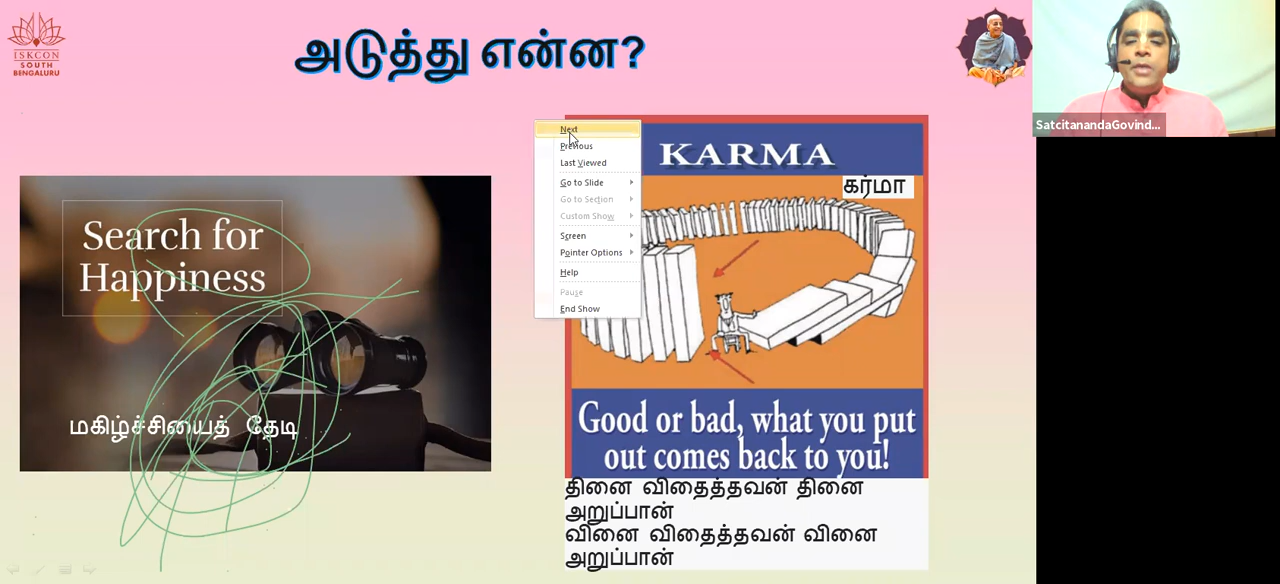 ISKCON
SOUTH
BENGALURU
அடுத்து என்ன?
SatcitanandaGovind...
Search for
Happiness
மகிழ்ச்சியைத் தேடி
Next
Previous
Last Viewed
Go to Slide
Go to Section
Custom Show
Screen
Pointer Options
Help
Pause
End Show
KARMA
கர்மா
Good or bad, what you put
out comes back to you!
தினை விதைத்தவன் தினை
அறுப்பான்
வினை விதைத்தவன் வினை
அறுப்பான்